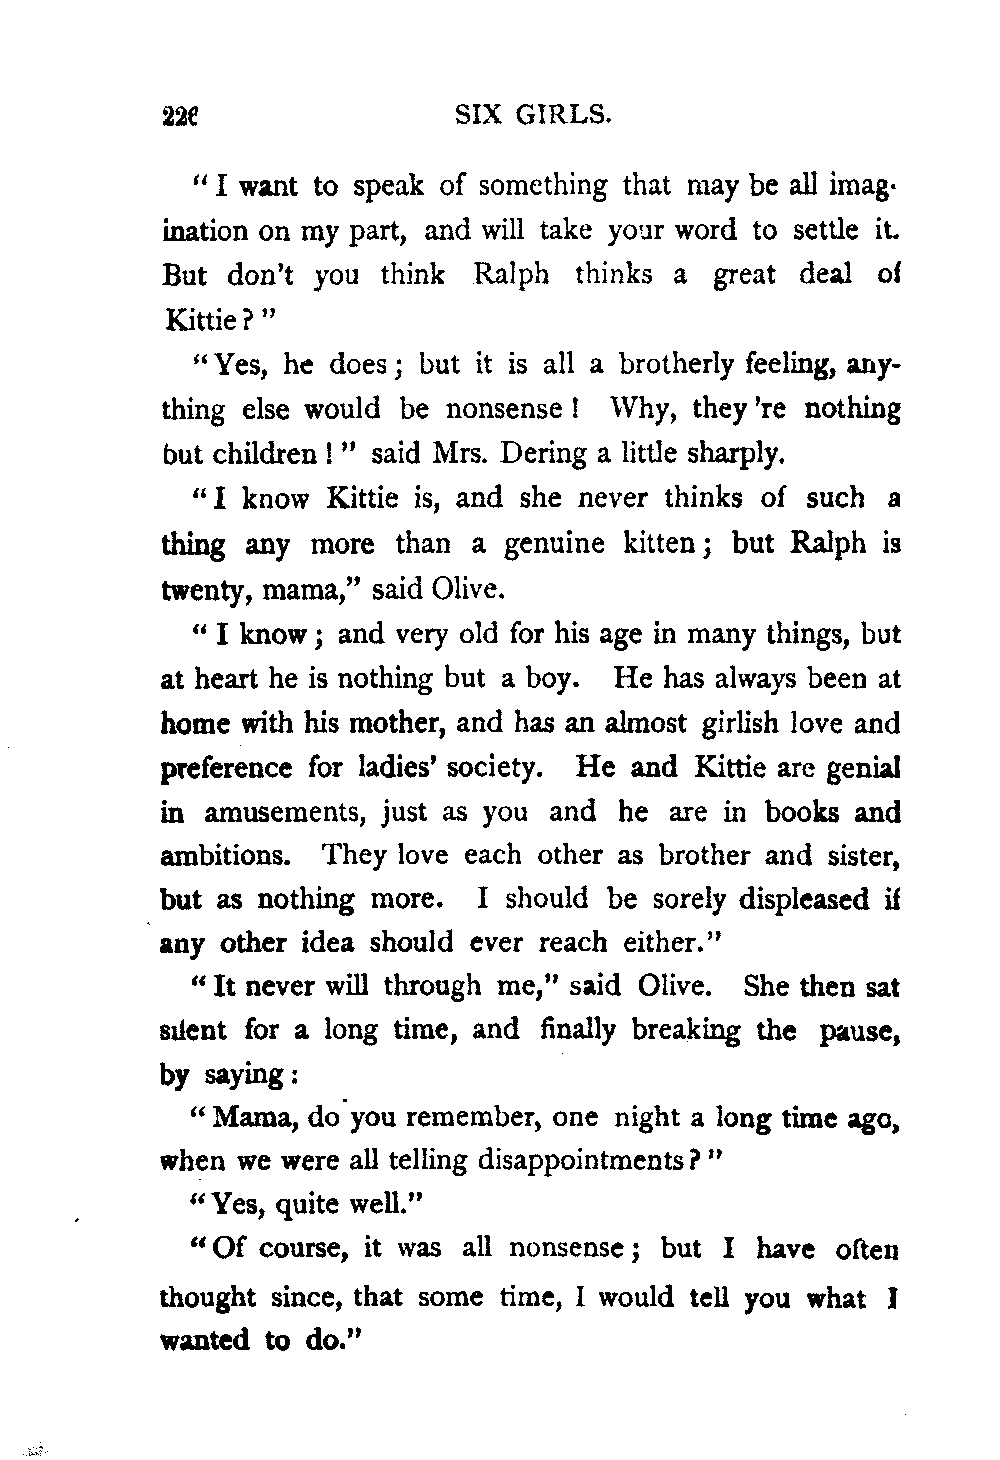 226 SIX GIRLS.
" I want to speak of something that may be all imag-
ination on my part, and will take your word to settle it.
But don't you think Ralph thinks a great deal of
Kittie ? "
" Yes, he does ; but it is all a brotherly feeling, any-
thing else would be nonsense ! Why, they 're nothing
but children ! " said Mrs. Dering a little sharply.
" I know Kittie is, and she never thinks of such a
thing any more than a genuine kitten ; but Ralph is
twenty, mama," said Olive.
" I know ; and very old for his age in many things, but
at heart he is nothing but a boy. He has always been at
home with his mother, and has an almost girlish love and
preference for ladies' society. He and Kittie are genial
in amusements, just as you and he are in books and
ambitions. They love each other as brother and sister,
but as nothing more. I should be sorely displeased if
any other idea should ever reach either."
" It never will through me," said Olive. She then sat
silent for a long time, and finally breaking the pause,
by saying :
" Mama, do you remember, one night a long time ago,
when we were all telling disappointments ? "
" Yes, quite well."
" Of course, it was all nonsense ; but I have often
thought since, that some time, I would tell you what I
wanted to do."